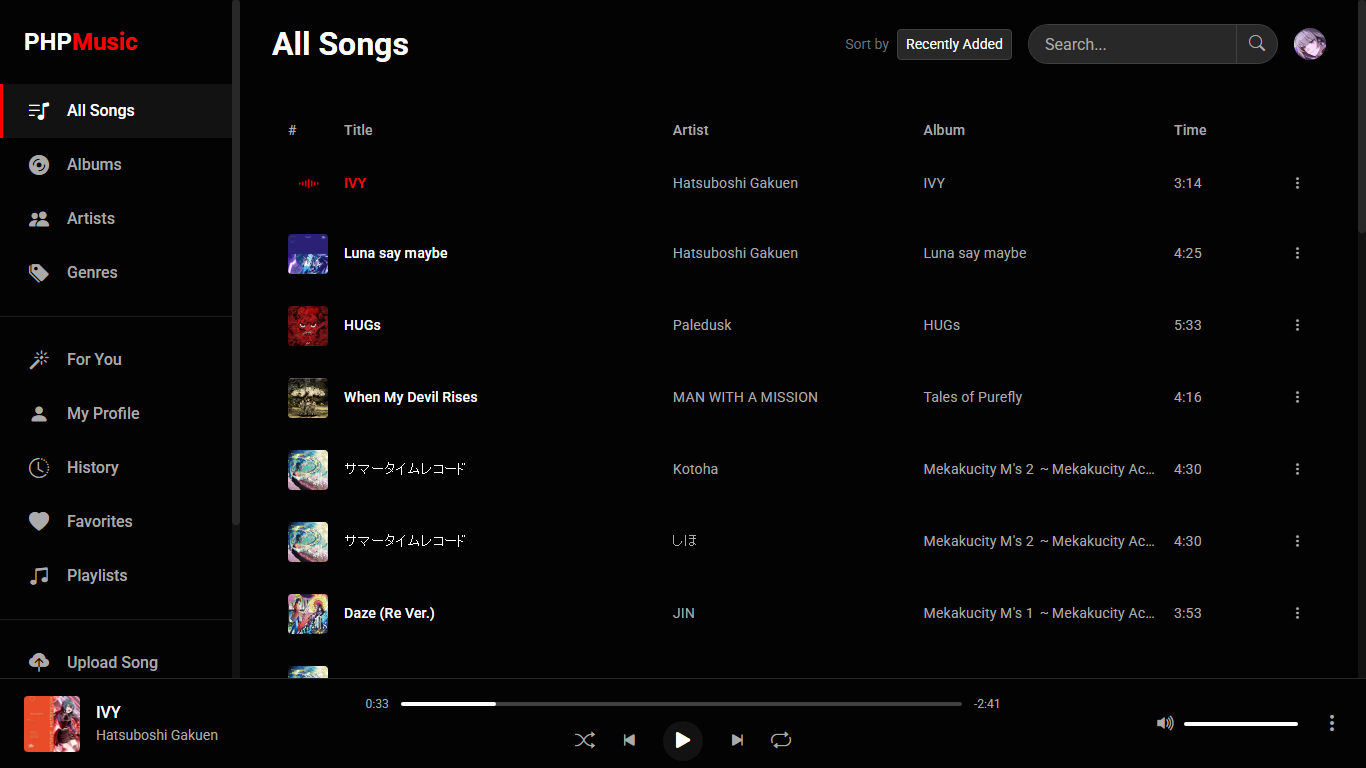 PHPMusic
All Songs
Albums
Artists
Genres
For You
My Profile
History
Favorites
Playlists
Upload Song
All Songs
Sort by Recently Added Search...
# Title Artist Album Time
IVY Hatsuboshi Gakuen IVY 3:14
Luna say maybe Hatsuboshi Gakuen Luna say maybe 4:25
HUGs Paledusk HUGs 5:33
When My Devil Rises MAN WITH A MISSION Tales of Purefly 4:16
サマータイムレコード Kotoha Mekakucity M's 2 ~ Mekakucity Ac... 4:30
サマータイムレコード しほ Mekakucity M's 2 ~ Mekakucity Ac... 4:30
Daze (Re Ver.) JIN Mekakucity M's 1 ~ Mekakucity Ac... 3:53
IVY
Hatsuboshi Gakuen
0:33 -2:41